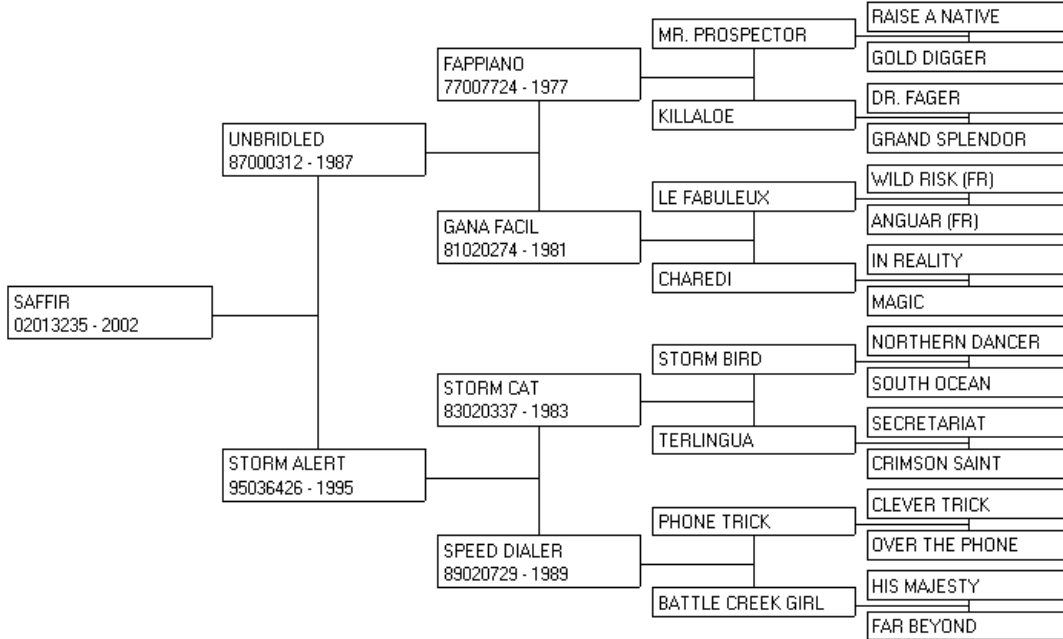 SAFFIR
02013235 - 2002
UNBRIDLED
87000312 - 1987
STORM ALERT
95036426 - 1995
FAPPIANO
77007724 - 1977
GANA FACIL
81020274 - 1981
STORM CAT
83020337 - 1983
SPEED DIALER
89020729 - 1989
MR. PROSPECTOR
KILLALOE
LE FABULEUX
CHAREDI
STORM BIRD
TERLINGUA
PHONE TRICK
BATTLE CREEK GIRL
RAISE A NATIVE
GOLD DIGGER
DR. FAGER
GRAND SPLENDOR
WILD RISK (FR)
ANGUAR (FR)
IN REALITY
MAGIC
NORTHERN DANCER
SOUTH OCEAN
SECRETARIAT
CRIMSON SAINT
CLEVER TRICK
OVER THE PHONE
HIS MAJESTY
FAR BEYOND